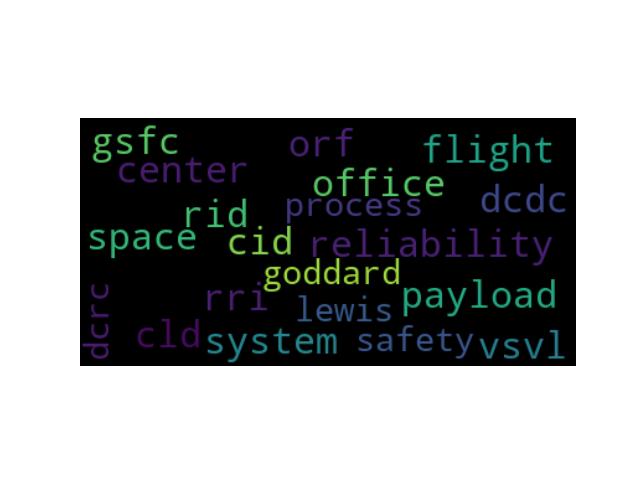 gsfc orf flight
center
office
rid process dcdc
space cid reliability
goddard
dcrc rri lewis payload
cld system safety vsvl